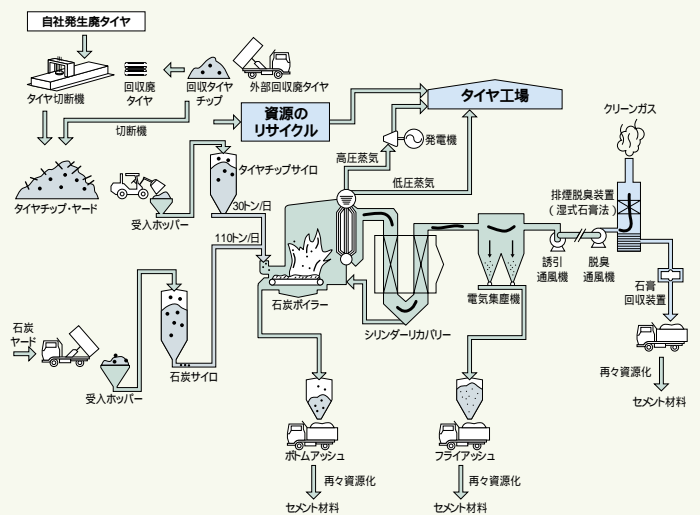 自社発生廃タイヤ
タイヤ切断機
回収廃
タイヤ
回収タイヤ
チップ
外部回収廃タイヤ
切断機
資源の
リサイクル
タイヤ工場
発電機
高圧蒸気
低圧蒸気
クリーンガス
排煙脱臭装置
(湿式石膏法)
タイヤチップ・ヤード
受入ホッパー
タイヤチップサイロ
30トン/日
110トン/日
石炭ボイラー
シリンダーリカバリー
電気集塵機
誘引
通風機
脱臭
通風機
石膏
回収装置
再々資源化
セメント材料
石炭
ヤード
受入ホッパー
石炭サイロ
ボトムアッシュ
再々資源化
セメント材料
フライアッシュ
再々資源化
セメント材料